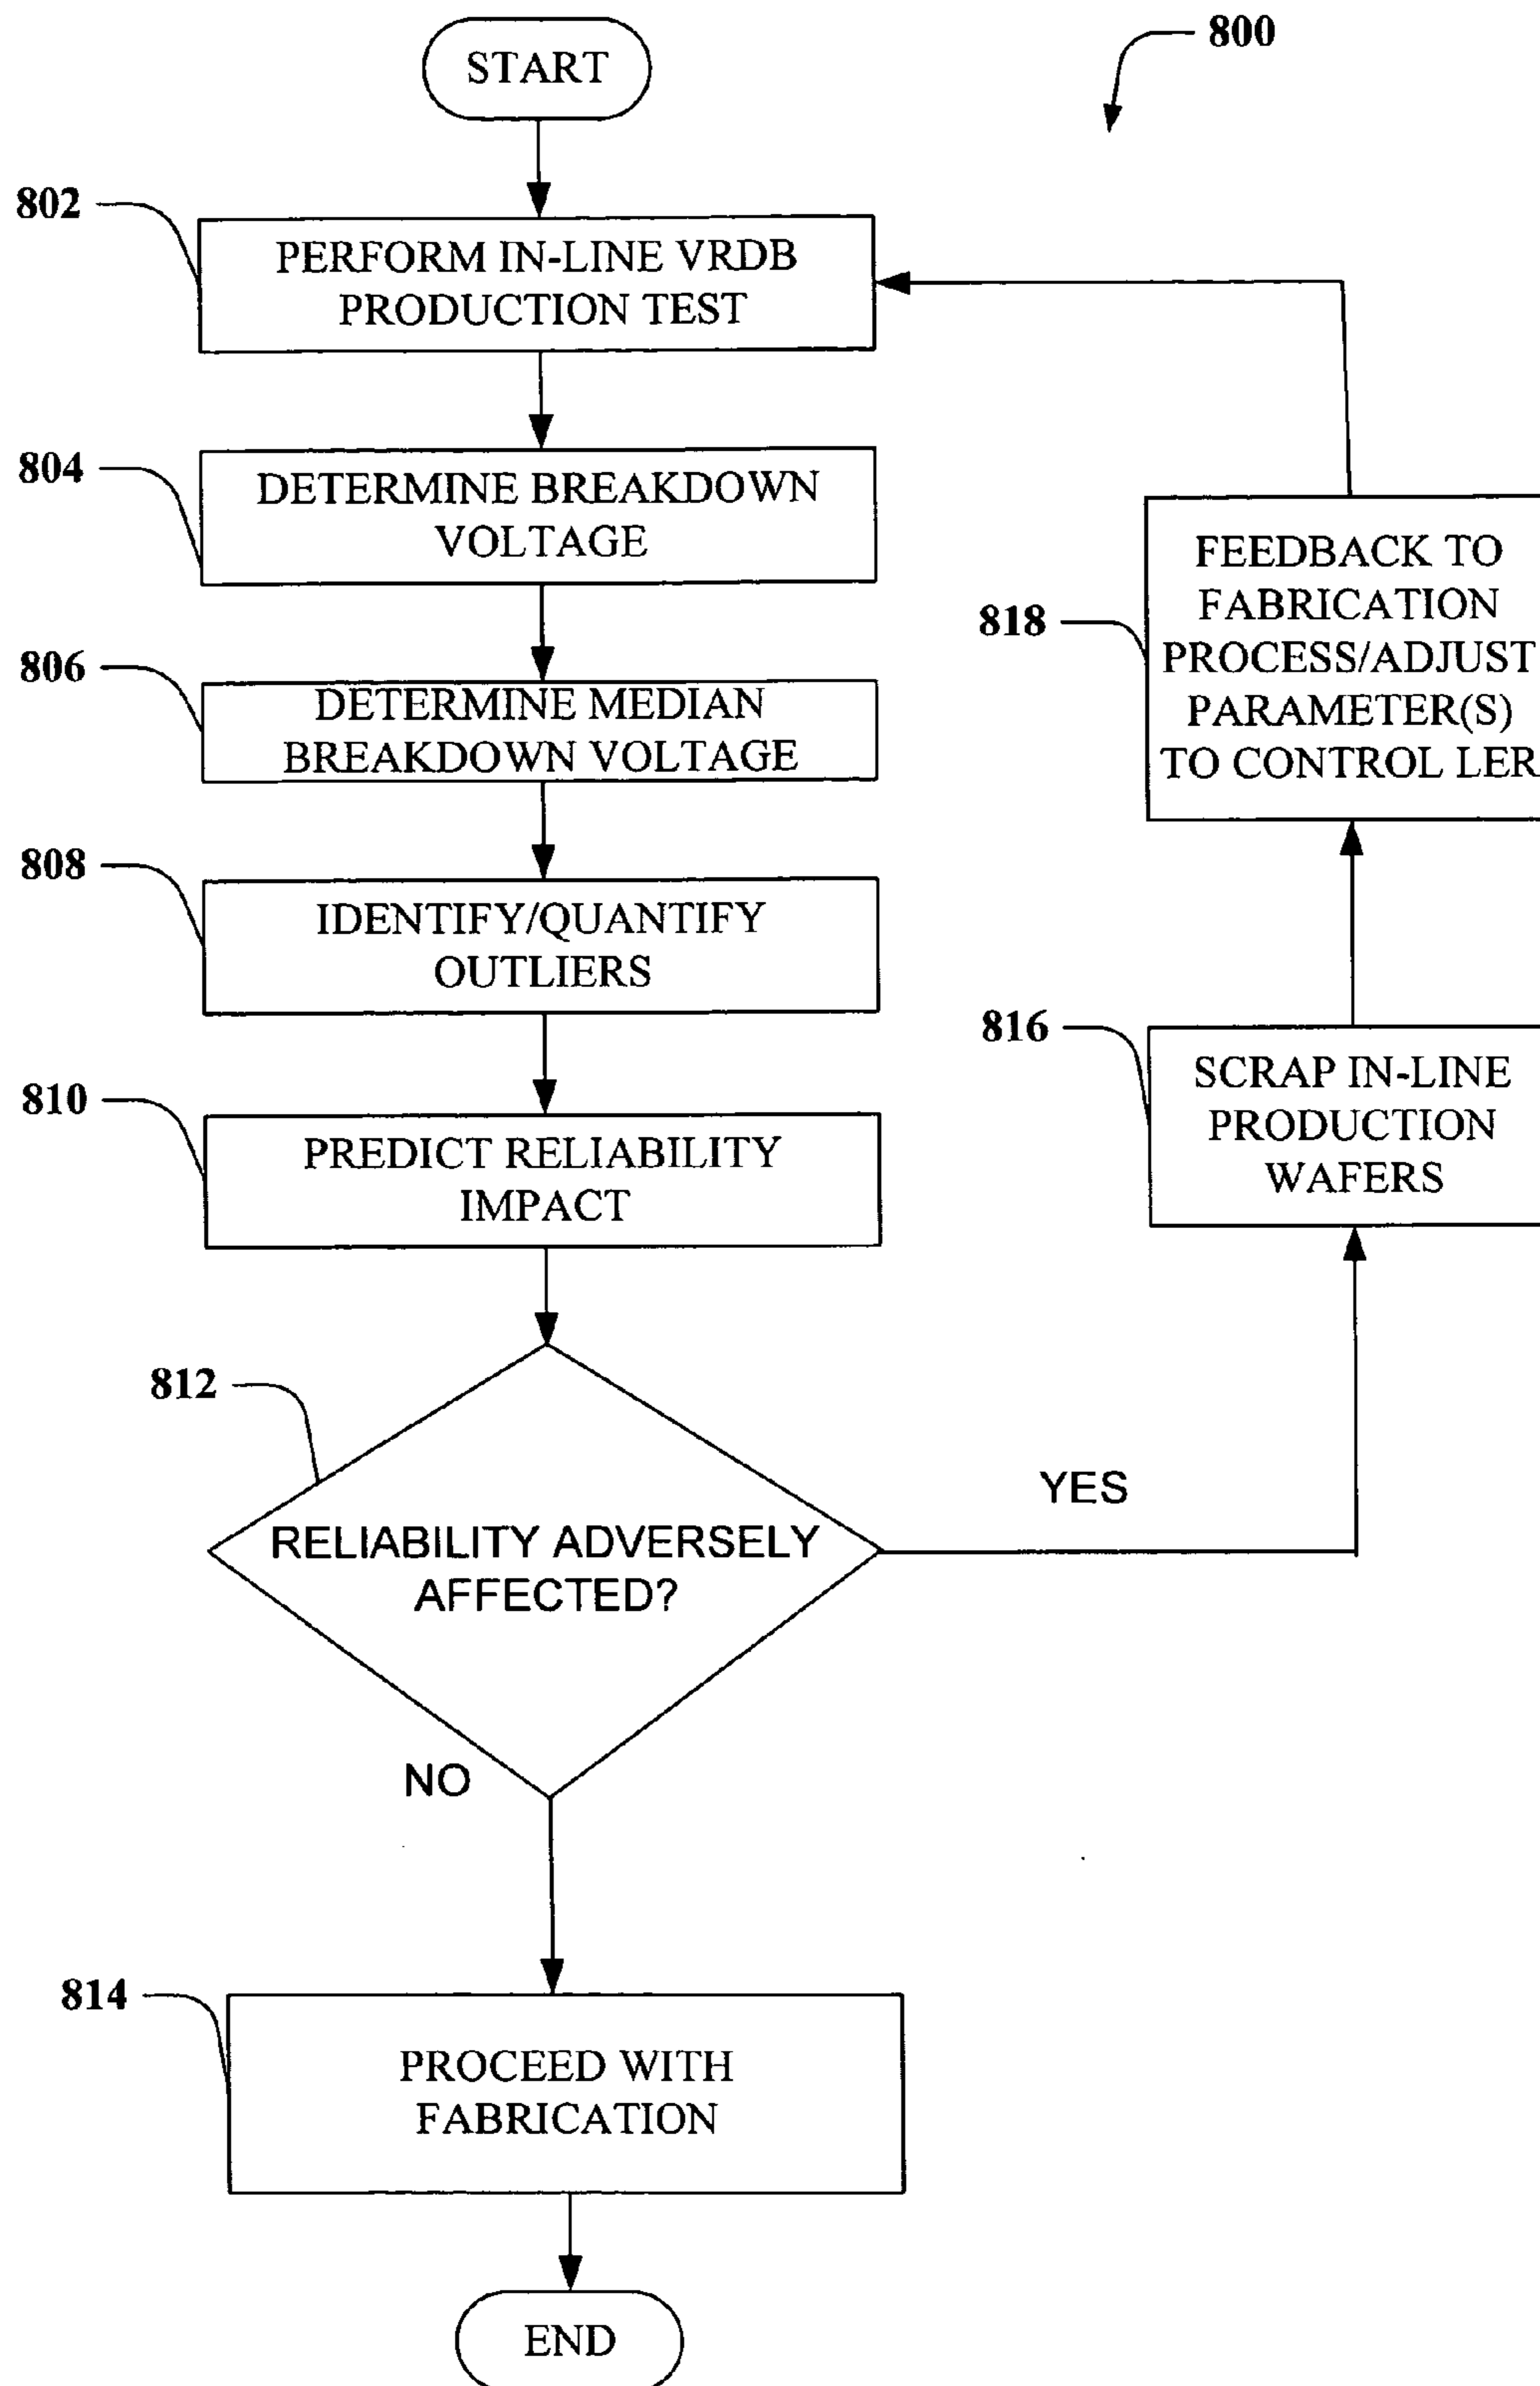 800
START
802
PERFORM IN-LINE VRDB
PRODUCTION TEST
804
DETERMINE BREAKDOWN
VOLTAGE
806
DETERMINE MEDIAN
BREAKDOWN VOLTAGE
808
IDENTIFY/QUANTIFY
OUTLIERS
810
PREDICT RELIABILITY
IMPACT
812
RELIABILITY ADVERSELY
AFFECTED?
YES
NO
814
PROCEED WITH
FABRICATION
END
816
SCRAP IN-LINE
PRODUCTION
WAFERS
818
FEEDBACK TO
FABRICATION
PROCESS/ADJUST
PARAMETER(S)
TO CONTROL LER